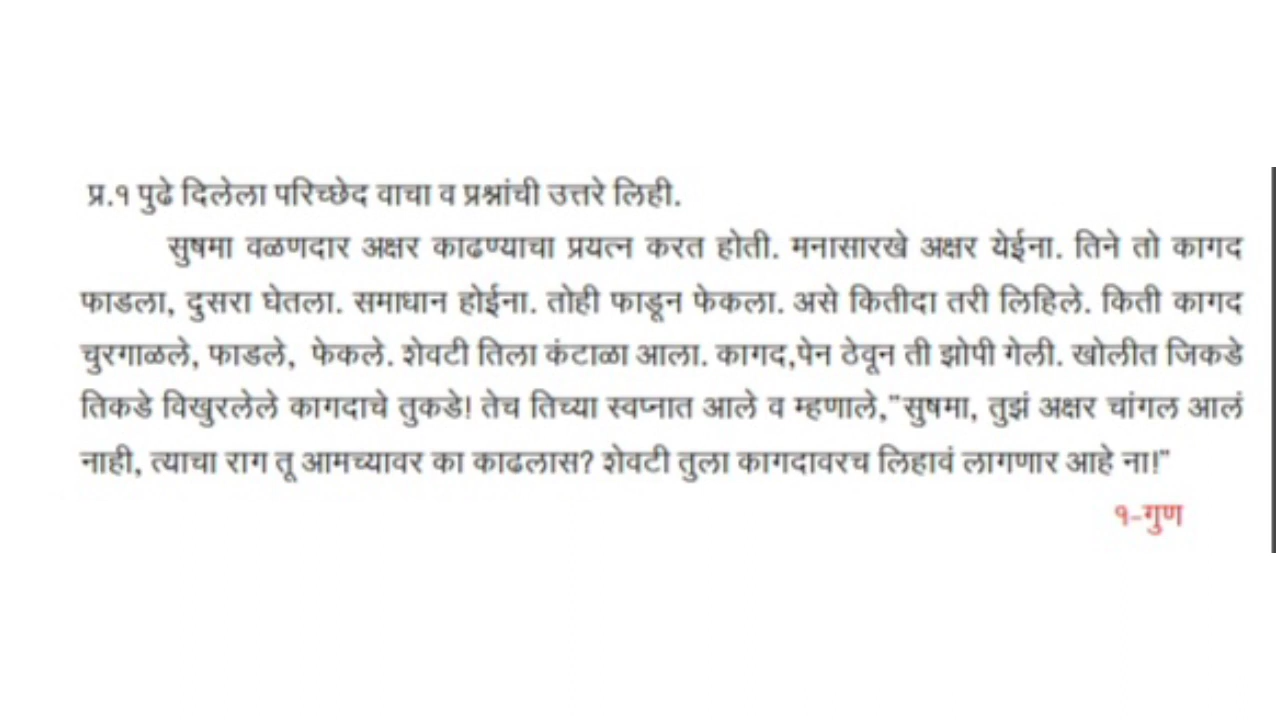 प्र.१ पुढे दिलेला परिच्छेद वाचा व प्रश्नांची उत्तरे लिही.
सुषमा वळणदार अक्षर काढण्याचा प्रयत्न करत होती. मनासारखे अक्षर येईना. तिने तो कागद
फाडला, दुसरा घेतला. समाधान होईना. तोही फाडून फेकला. असे कितीदा तरी लिहिले. किती कागद
चुरगाळले, फाडले, फेकले. शेवटी तिला कंटाळा आला. कागद,पेन ठेवून ती झोपी गेली. खोलीत जिकडे
तिकडे विखुरलेले कागदाचे तुकडे! तेच तिच्या स्वप्नात आले व म्हणाले,"सुषमा, तुझं अक्षर चांगल आलं
नाही, त्याचा राग तू आमच्यावर का काढलास? शेवटी तुला कागदावरच लिहावं लागणार आहे ना!"
१-गुण